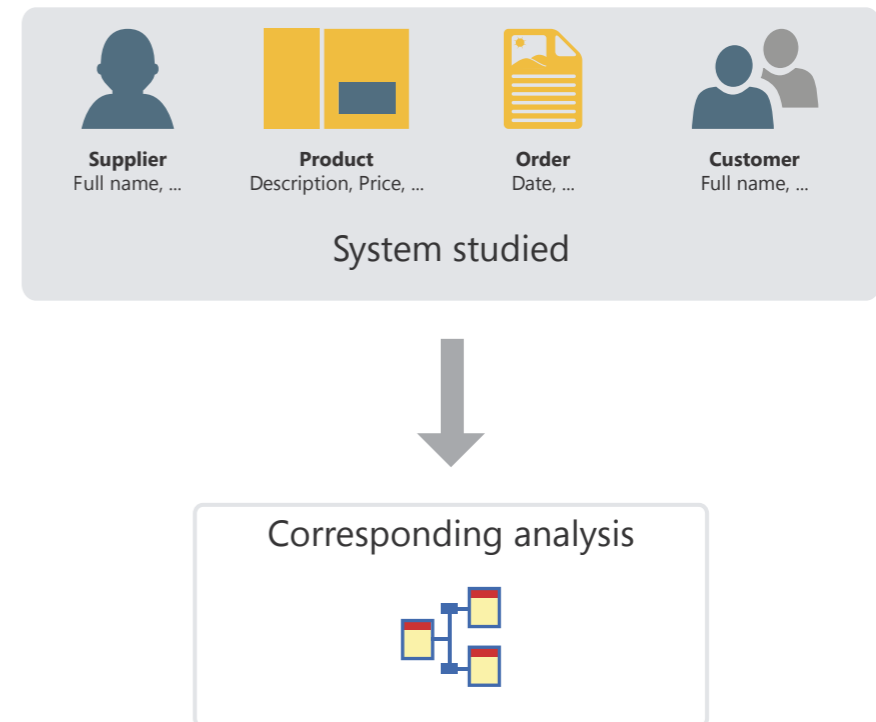 Supplier
Full name, ...
Product
Description, Price, ...
Order
Date, ...
Customer
Full name, ...
System studied
Corresponding analysis